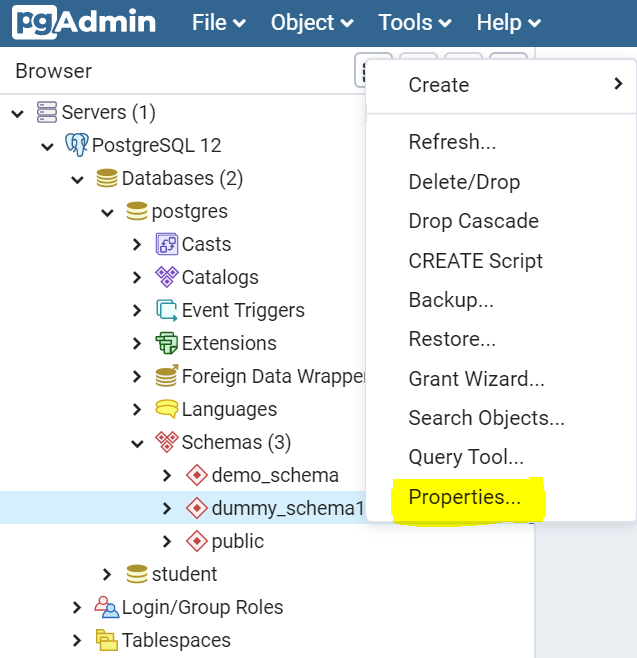 pgAdmin File Object Tools Help
Browser
Servers (1)
PostgreSQL 12
Databases (2)
postgres
Casts
Catalogs
Event Triggers
Extensions
Foreign Data Wrapper
Languages
Schemas (3)
demo_schema
dummy_schema1
public
student
Login/Group Roles
Tablespaces
Create
Refresh...
Delete/Drop
Drop Cascade
CREATE Script
Backup...
Restore...
Grant Wizard...
Search Objects...
Query Tool...
Properties...